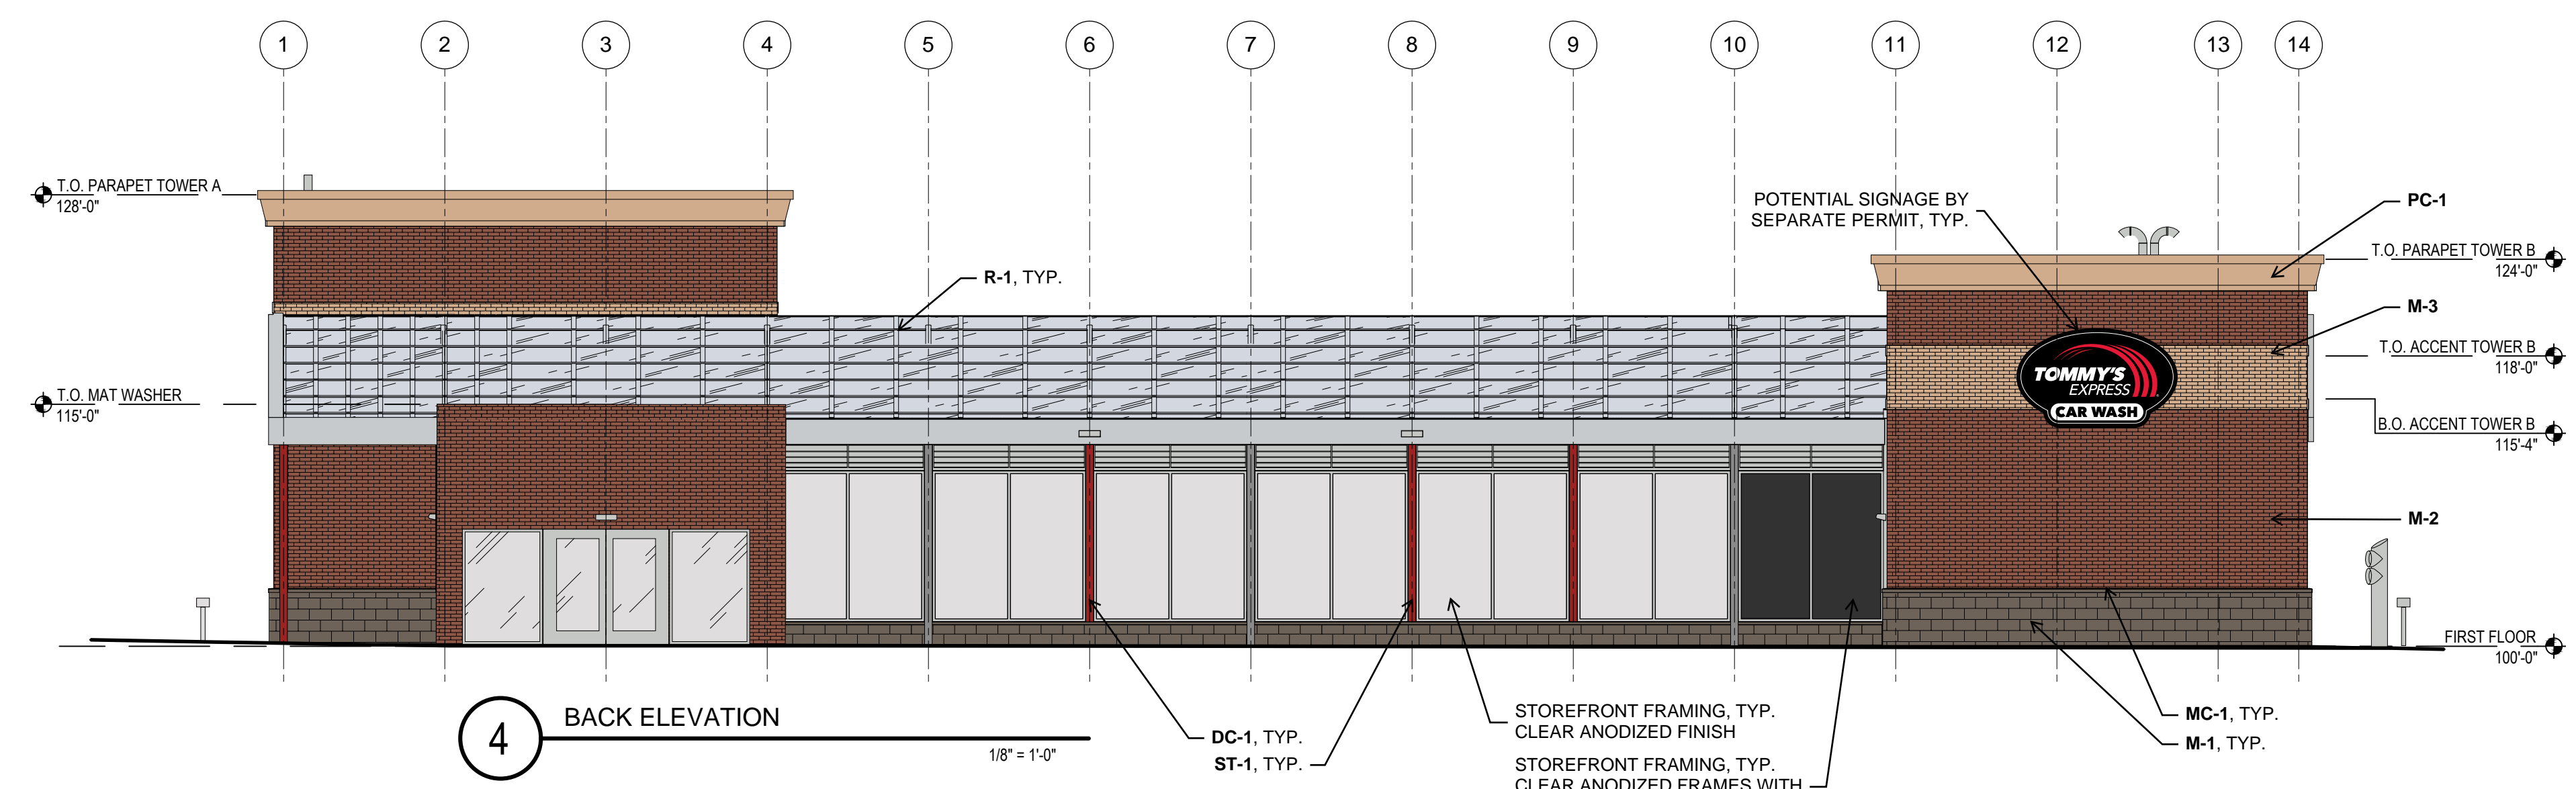 1 2 3 4 5 6 7 8 9 10 11 12 13 14
T.O. PARAPET TOWER A
128'-0"
POTENTIAL SIGNAGE BY
SEPARATE PERMIT, TYP.
PC-1
T.O. PARAPET TOWER B
124'-0"
R-1, TYP.
M-3
T.O. ACCENT TOWER B
118'-0"
TOMMY'S
EXPRESS
CAR WASH
T.O. MAT WASHER
115'-0"
B.O. ACCENT TOWER B
115'-4"
M-2
FIRST FLOOR
100'-0"
4
BACK ELEVATION
1/8" = 1'-0"
DC-1, TYP.
ST-1, TYP.
STOREFRONT FRAMING, TYP.
CLEAR ANODIZED FINISH
STOREFRONT FRAMING, TYP.
CLEAR ANODIZED FRAMES WITH
MC-1, TYP.
M-1, TYP.